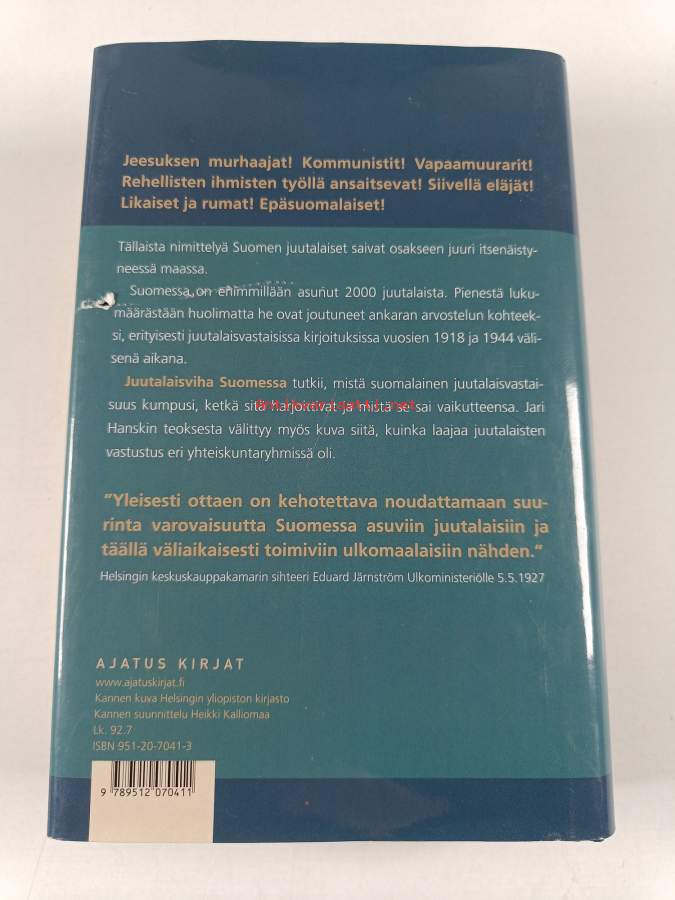 Jeesuksen murhaajat! Kommunistit! Vapaamuurarit!
Rehellisten ihmisten työllä ansaitsevat! Siivellä eläjät!
Likaiset ja rumat! Epäsuomalaiset!
Tällaista nimittelyä Suomen juutalaiset saivat osakseen juuri itsenäisty-
neessä maassa.
Suomessa on enimmillään asunut 2000 juutalaista. Pienestä luku-
määrästään huolimatta he ovat joutuneet ankaran arvostelun kohteek-
si, erityisesti juutalaisvastaisissa kirjoituksissa vuosien 1918 ja 1944 väli-
senä aikana.
Juutalaisviha Suomessa tutkii, mistä suomalainen juutalaisvastai-
suus kumpusi, ketkä sitä harjoittivat ja mistä se sai vaikutteensa. Jari
Hanskin teoksesta välittyy myös kuva siitä, kuinka laajaa juutalaisten
vastustus eri yhteiskuntaryhmissä oli.
”Yleisesti ottaen on kehotettava noudattamaan suu-
rinta varovaisuutta Suomessa asuviin juutalaisiin ja
täällä väliaikaisesti toimiviin ulkomaalaisiin nähden.”
Helsingin keskuskauppakamarin sihteeri Eduard Järnström Ulkoministeriölle 5.5.1927
AJATUS KIRJAT
www.ajatuskirjat.fi
Kannen kuva Helsingin yliopiston kirjasto
Kannen suunnittelu Heikki Kalliomaa
Lk. 92.7
ISBN 951-20-7041-3
9 789512 070411